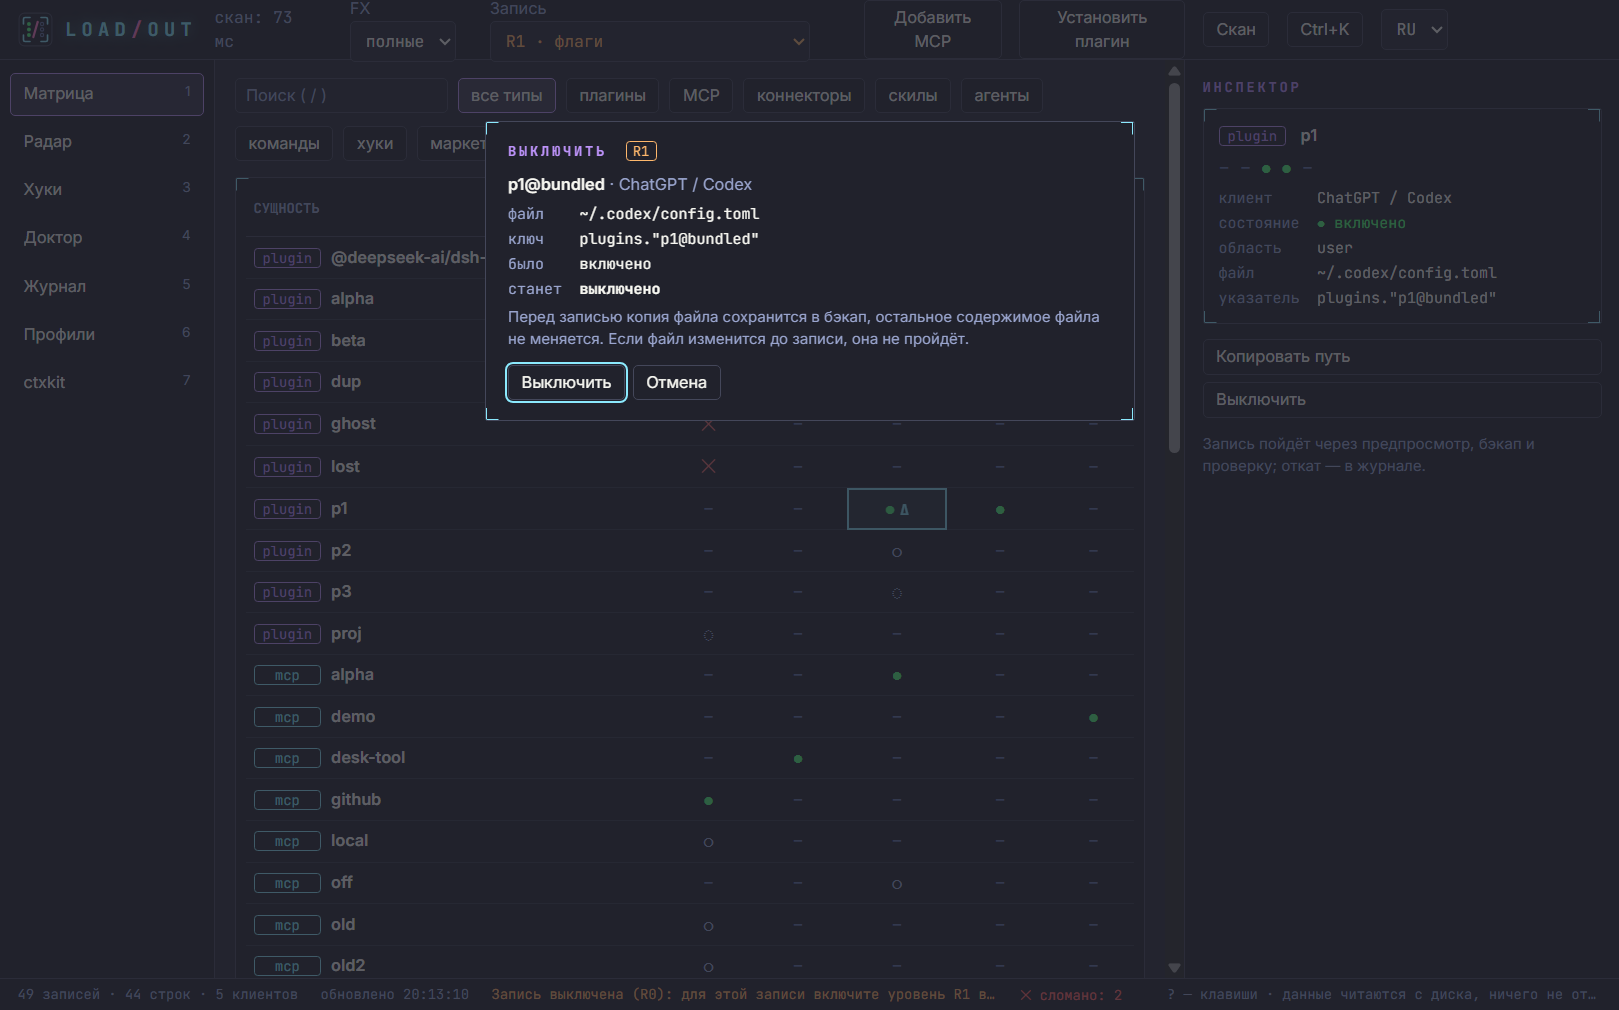 LOAD/OUT
скан: 73 мс
FX
полные
Запись
R1 · флаги
Добавить MCP
Установить плагин
Скан
Ctrl+K
RU
Матрица 1
Радар 2
Хуки 3
Доктор 4
Журнал 5
Профили 6
ctxkit 7
Поиск ( / )
все типы
плагины
MCP
коннекторы
скилы
агенты
команды
хуки
маркет
СУЩНОСТЬ
plugin @deepseek-ai/dsh-
plugin alpha
plugin beta
plugin dup
plugin ghost
plugin lost
plugin p1
Δ
plugin p2
plugin p3
plugin proj
mcp alpha
mcp demo
mcp desk-tool
mcp github
mcp local
mcp off
mcp old
mcp old2
ВЫКЛЮЧИТЬ R1
p1@bundled · ChatGPT / Codex
файл ~/.codex/config.toml
ключ plugins."p1@bundled"
было включено
станет выключено
Перед записью копия файла сохранится в бэкап, остальное содержимое файла
не меняется. Если файл изменится до записи, она не пройдёт.
Выключить
Отмена
ИНСПЕКТОР
plugin p1
клиент ChatGPT / Codex
состояние ● включено
область user
файл ~/.codex/config.toml
указатель plugins."p1@bundled"
Копировать путь
Выключить
Запись пойдёт через предпросмотр, бэкап и
проверку; откат — в журнале.
49 записей · 44 строк · 5 клиентов
обновлено 20:13:10
Запись выключена (R0): для этой записи включите уровень R1 в…
сломано: 2
? — клавиши · данные читаются с диска, ничего не от…